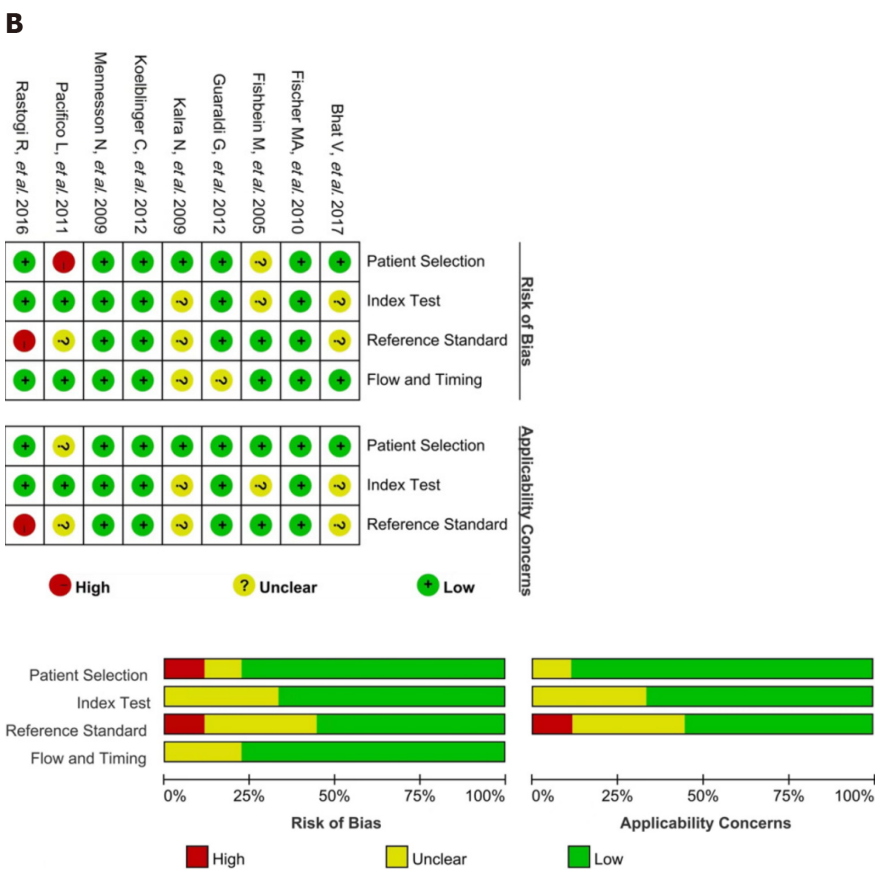 B
Rastogi R, et al. 2016
Pacifico L, et al. 2011
Mennesson N, et al. 2009
Koelblinger C, et al. 2012
Kalra N, et al. 2009
Guaraldi G, et al. 2012
Fishbein M, et al. 2005
Fischer MA, et al. 2010
Bhat V, et al. 2017
+ - + + + + ? + + Patient Selection
+ + + + ? + ? + ? Index Test
- ? + + ? + + + ? Reference Standard
+ + + + ? ? + + + Flow and Timing
Risk of Bias
+ ? + + + + + + + Patient Selection
+ + + + ? + ? + ? Index Test
- ? + + ? + + + ? Reference Standard
Applicability Concerns
- High ? Unclear + Low
Patient Selection
Index Test
Reference Standard
Flow and Timing
0% 25% 50% 75% 100% 0% 25% 50% 75% 100%
Risk of Bias Applicability Concerns
High Unclear Low